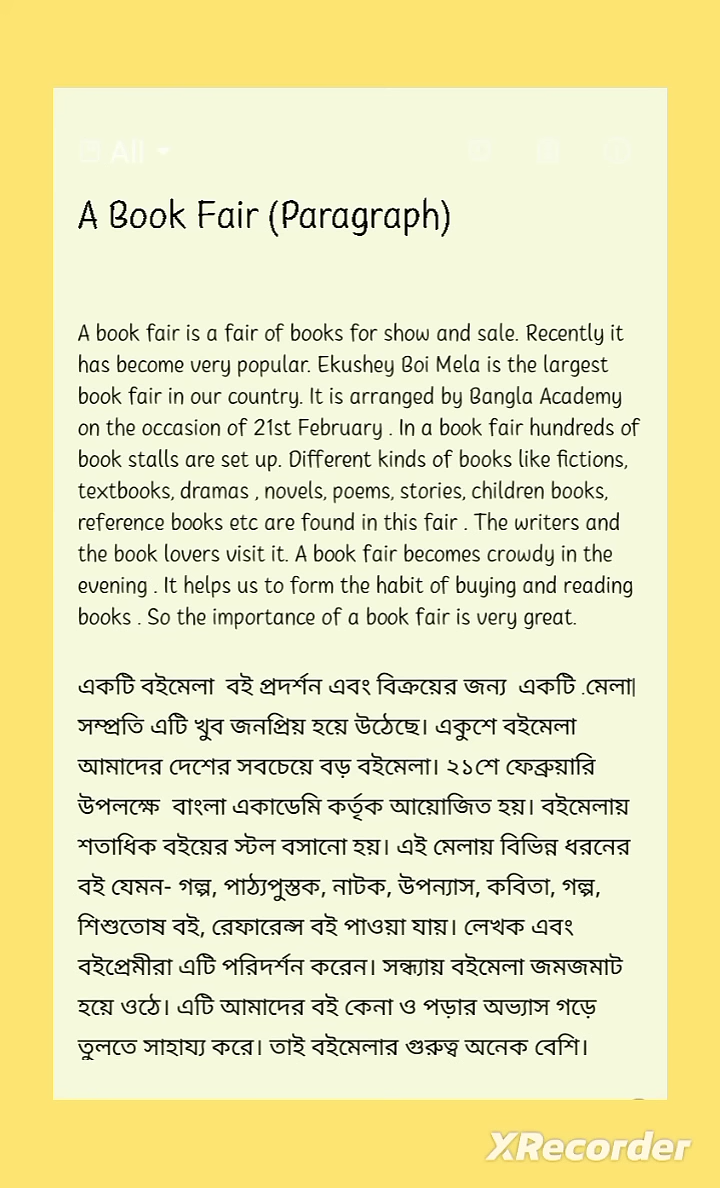 All
A Book Fair (Paragraph)
A book fair is a fair of books for show and sale. Recently it
has become very popular. Ekushey Boi Mela is the largest
book fair in our country. It is arranged by Bangla Academy
on the occasion of 21st February . In a book fair hundreds of
book stalls are set up. Different kinds of books like fictions,
textbooks, dramas , novels, poems, stories, children books,
reference books etc are found in this fair . The writers and
the book lovers visit it. A book fair becomes crowdy in the
evening . It helps us to form the habit of buying and reading
books . So the importance of a book fair is very great.
একটি বইমেলা  বই প্রদর্শন এবং বিক্রয়ের জন্য  একটি .মেলা|
সম্প্রতি এটি খুব জনপ্রিয় হয়ে উঠেছে। একুশে বইমেলা
আমাদের দেশের সবচেয়ে বড় বইমেলা। ২১শে ফেব্রুয়ারি
উপলক্ষে  বাংলা একাডেমি কর্তৃক আয়োজিত হয়। বইমেলায়
শতাধিক বইয়ের স্টল বসানো হয়। এই মেলায় বিভিন্ন ধরনের
বই যেমন- গল্প, পাঠ্যপুস্তক, নাটক, উপন্যাস, কবিতা, গল্প,
শিশুতোষ বই, রেফারেন্স বই পাওয়া যায়। লেখক এবং
বইপ্রেমীরা এটি পরিদর্শন করেন। সন্ধ্যায় বইমেলা জমজমাট
হয়ে ওঠে। এটি আমাদের বই কেনা ও পড়ার অভ্যাস গড়ে
তুলতে সাহায্য করে। তাই বইমেলার গুরুত্ব অনেক বেশি।
XRecorder